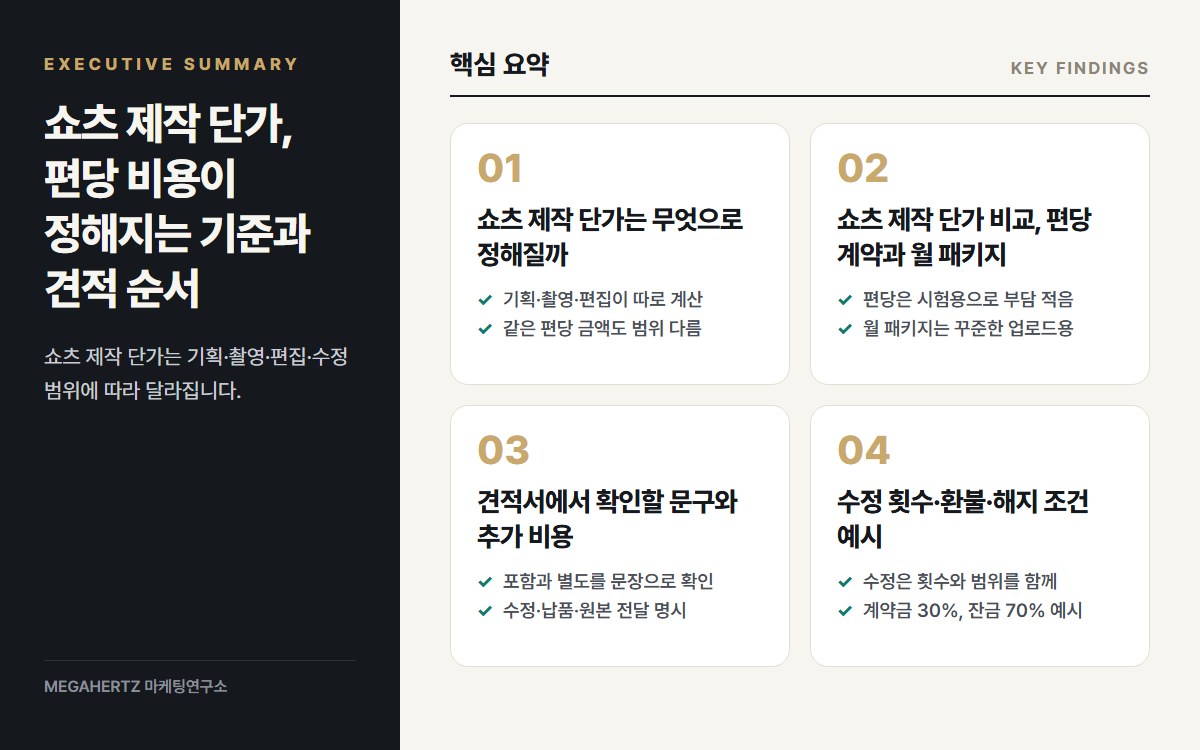 EXECUTIVE SUMMARY
쇼츠 제작 단가,
편당 비용이
정해지는 기준과
견적 순서
쇼츠 제작 단가는 기획·촬영·편집·수정
범위에 따라 달라집니다.
MEGAHERTZ 마케팅연구소
핵심 요약
KEY FINDINGS
01
쇼츠 제작 단가는 무엇으로
정해질까
✓ 기획·촬영·편집이 따로 계산
✓ 같은 편당 금액도 범위 다름
02
쇼츠 제작 단가 비교, 편당
계약과 월 패키지
✓ 편당은 시험용으로 부담 적음
✓ 월 패키지는 꾸준한 업로드용
03
견적서에서 확인할 문구와
추가 비용
✓ 포함과 별도를 문장으로 확인
✓ 수정·납품·원본 전달 명시
04
수정 횟수·환불·해지 조건
예시
✓ 수정은 횟수와 범위를 함께
✓ 계약금 30%, 잔금 70% 예시